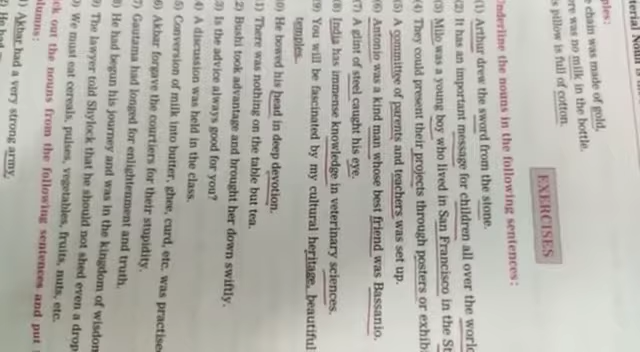 ples:
e chain was made of gold.
ere was no milk in the bottle.
s pillow is full of cotton.
EXERCISES
nderline the nouns in the following sentences:
(1) Arthur drew the sword from the stone.
(2) It has an important message for children all over the world
(3) Milo was a young boy who lived in San Francisco in the St
(4) They could present their projects through posters or exhib
(5) A committee of parents and teachers was set up.
(6) Antonio was a kind man whose best friend was Bassanio.
(7) A glint of steel caught his eye.
(8) India has immense knowledge in veterinary sciences.
(9) You will be fascinated by my cultural heritage, beautiful
temples.
0) He bowed his head in deep devotion.
1) There was nothing on the table but tea.
2) Bushi took advantage and brought her down swiftly.
3) Is the advice always good for you?
4) A discussion was held in the class.
5) Conversion of milk into butter, ghee, curd, etc. was practise
6) Akbar forgave the courtiers for their stupidity.
7) Gautama had longed for enlightenment and truth.
8) He had begun his journey and was in the kingdom of wisdom
9) The lawyer told Shylock that he should not shed even a drop
) We must eat cereals, pulses, vegetables, fruits, nuts, etc.
ck out the nouns from the following sentences and put
lumns:
) Akbar had a very strong army.